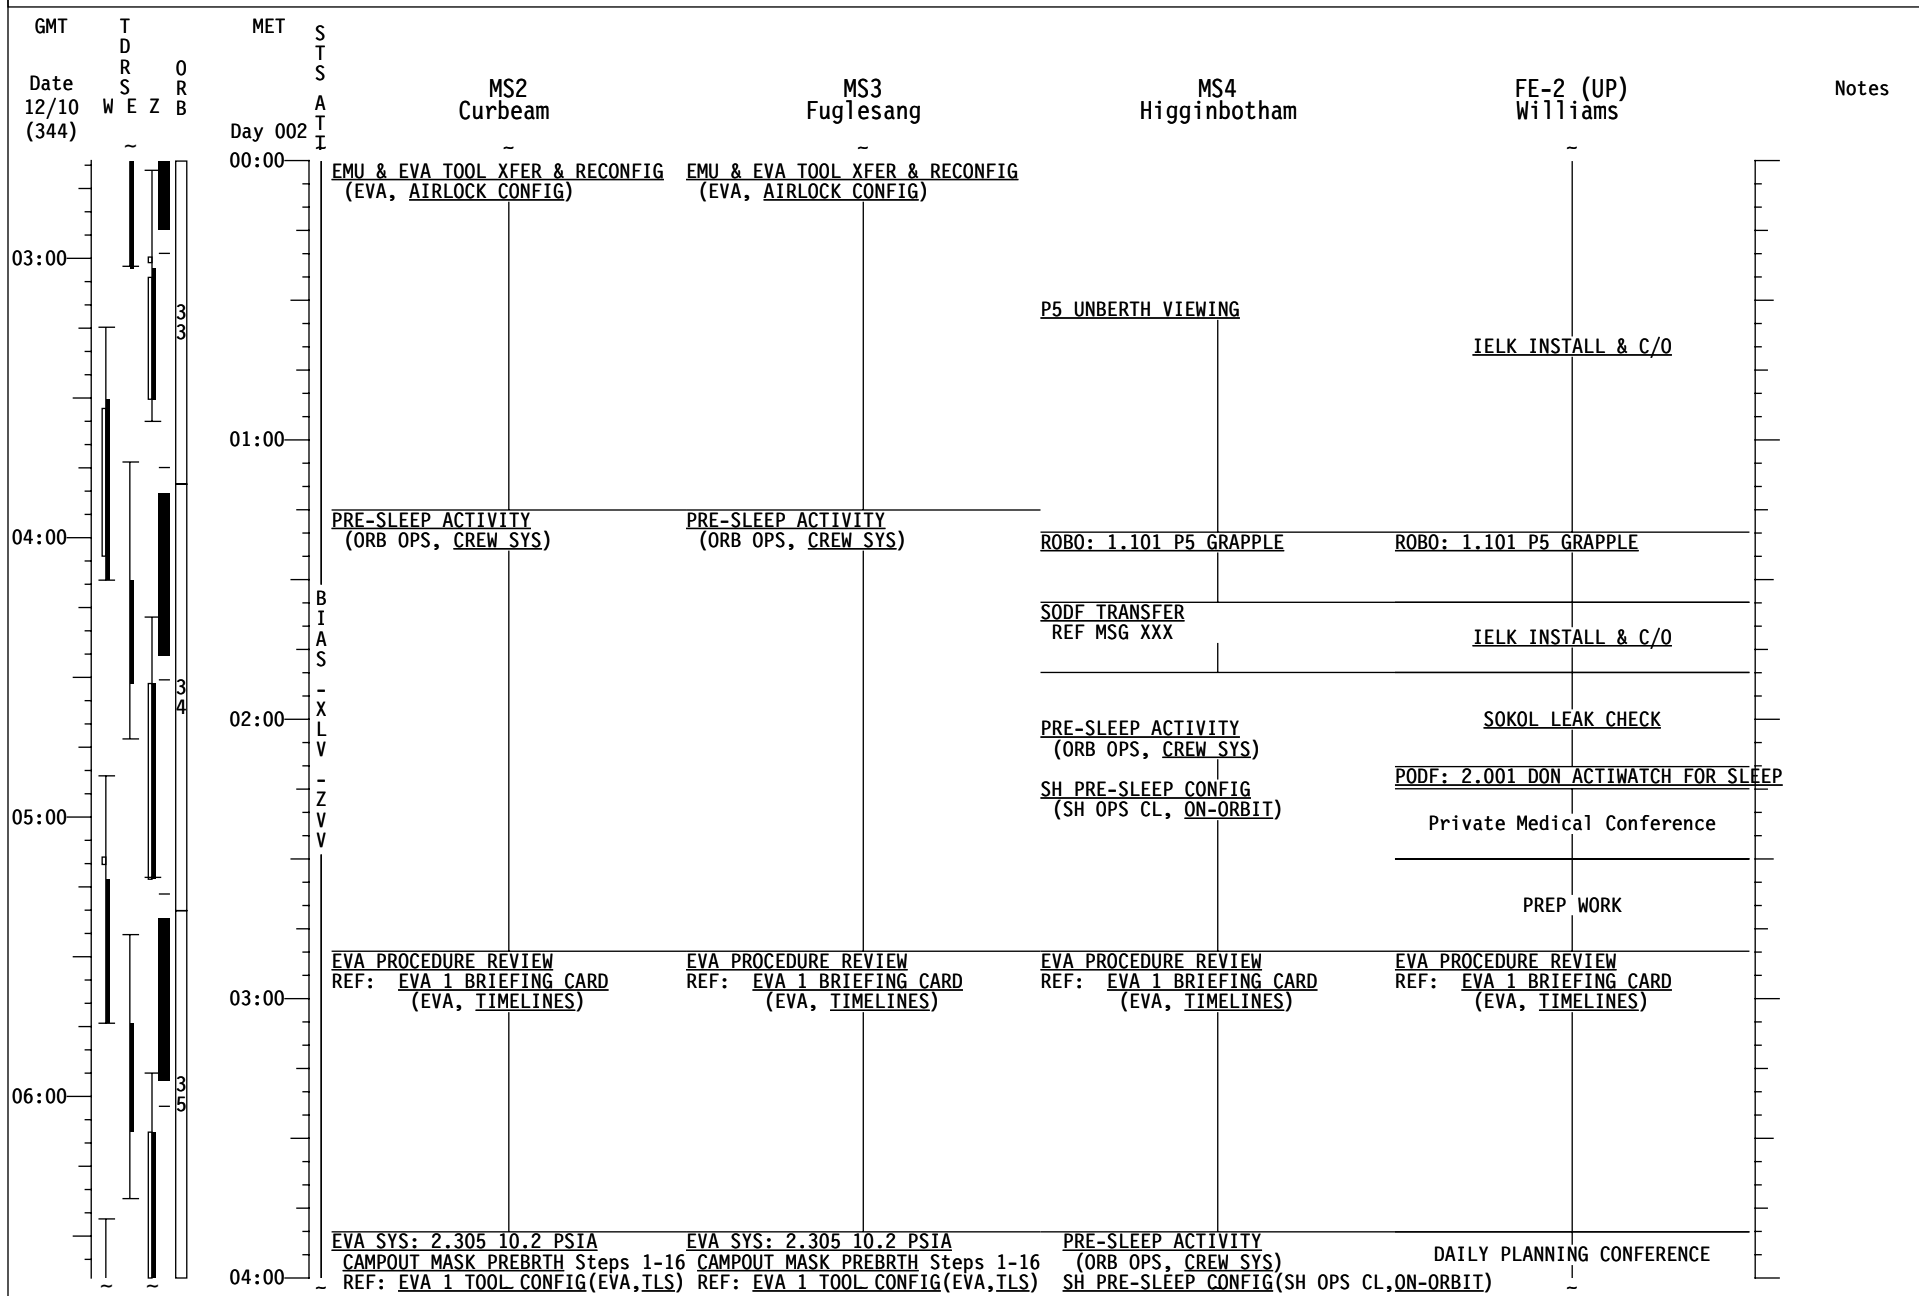 GMT
TDRS
MET
STS ATT
Date
12/10
(344)
W E Z
ORB
Day 002
MS2
Curbeam
MS3
Fuglesang
MS4
Higginbotham
FE-2 (UP)
Williams
Notes
~ ~ ~ ~ ~
00:00
EMU & EVA TOOL XFER & RECONFIG
(EVA, AIRLOCK CONFIG)
EMU & EVA TOOL XFER & RECONFIG
(EVA, AIRLOCK CONFIG)
03:00
33
P5 UNBERTH VIEWING
IELK INSTALL & C/O
01:00
PRE-SLEEP ACTIVITY
(ORB OPS, CREW SYS)
PRE-SLEEP ACTIVITY
(ORB OPS, CREW SYS)
04:00
ROBO: 1.101 P5 GRAPPLE
ROBO: 1.101 P5 GRAPPLE
BIAS -XLV -ZVV
SODF TRANSFER
REF MSG XXX
IELK INSTALL & C/O
34
02:00
PRE-SLEEP ACTIVITY
(ORB OPS, CREW SYS)
SOKOL LEAK CHECK
PODF: 2.001 DON ACTIWATCH FOR SLEEP
SH PRE-SLEEP CONFIG
(SH OPS CL, ON-ORBIT)
05:00
Private Medical Conference
PREP WORK
EVA PROCEDURE REVIEW
REF: EVA 1 BRIEFING CARD
(EVA, TIMELINES)
EVA PROCEDURE REVIEW
REF: EVA 1 BRIEFING CARD
(EVA, TIMELINES)
EVA PROCEDURE REVIEW
REF: EVA 1 BRIEFING CARD
(EVA, TIMELINES)
EVA PROCEDURE REVIEW
REF: EVA 1 BRIEFING CARD
(EVA, TIMELINES)
03:00
06:00
35
EVA SYS: 2.305 10.2 PSIA
CAMPOUT MASK PREBRTH Steps 1-16
REF: EVA 1 TOOL CONFIG(EVA,TLS)
EVA SYS: 2.305 10.2 PSIA
CAMPOUT MASK PREBRTH Steps 1-16
REF: EVA 1 TOOL CONFIG(EVA,TLS)
PRE-SLEEP ACTIVITY
(ORB OPS, CREW SYS)
SH PRE-SLEEP CONFIG(SH OPS CL,ON-ORBIT)
DAILY PLANNING CONFERENCE
04:00
~ ~ ~ ~